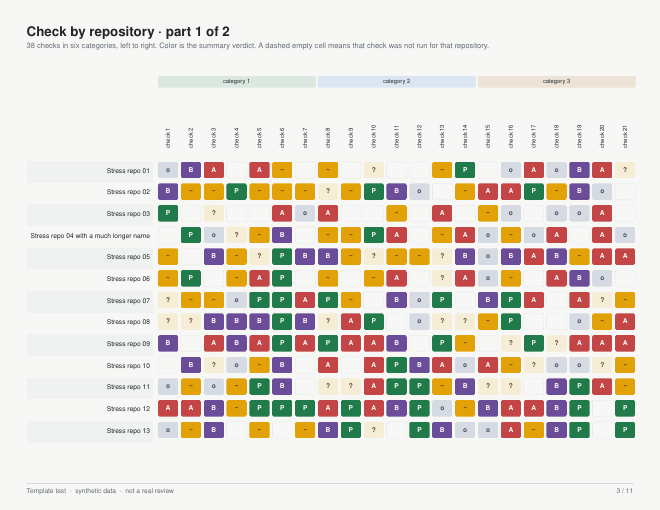 Check by repository · part 1 of 2
38 checks in six categories, left to right. Color is the summary verdict. A dashed empty cell means that check was not run for that repository.
category 1 category 2 category 3
check 1 check 2 check 3 check 4 check 5 check 6 check 7 check 8 check 9 check 10 check 11 check 12 check 13 check 14 check 15 check 16 check 17 check 18 check 19 check 20 check 21
Stress repo 01 o B A A ~ ~ ? ~ P o A o B A ?
Stress repo 02 B ~ ~ P ~ ~ ~ ? ~ P B o ~ A A P ~ B o
Stress repo 03 P ? A o A ~ A ~ o o o A
Stress repo 04 with a much longer name P o ? ~ B ~ ~ P A ~ A o ~ o A A o
Stress repo 05 ~ B ~ ? P B B ~ ? ~ ~ ? B o B A B ~ A A
Stress repo 06 ~ P ~ A P ~ ~ A ? A o ~ A B o
Stress repo 07 ? ~ ~ o P P A P ~ B o P B P A A ? ~
Stress repo 08 ? ? B B B P B ? A P o ? ? ~ P o ~ A
Stress repo 09 B A B A P A P A A B P ~ ? P ? A A A
Stress repo 10 B ? o ~ B A A P B A o A ~ ? o o ? ~
Stress repo 11 o ~ o ~ P B ? ? A P P ~ B ? ? B P A ~
Stress repo 12 A A B ~ P P P A P A B P o ~ B A A B P P
Stress repo 13 o ~ B ~ ~ B P ? P B o o A ~ A P P
Template test · synthetic data · not a real review 3 / 11